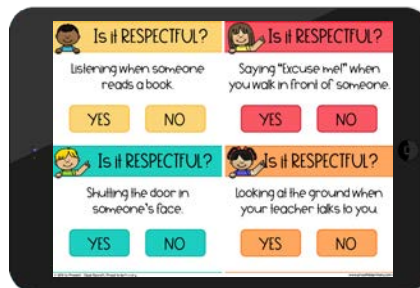 Is it RESPECTFUL?
Listening when someone
reads a book.
YES NO
Is it RESPECTFUL?
Saying "Excuse me!" when
you walk in front of someone.
YES NO
Is it RESPECTFUL?
Shutting the door in
someone's face.
YES NO
Is it RESPECTFUL?
Looking at the ground when
your teacher talks to you.
YES NO